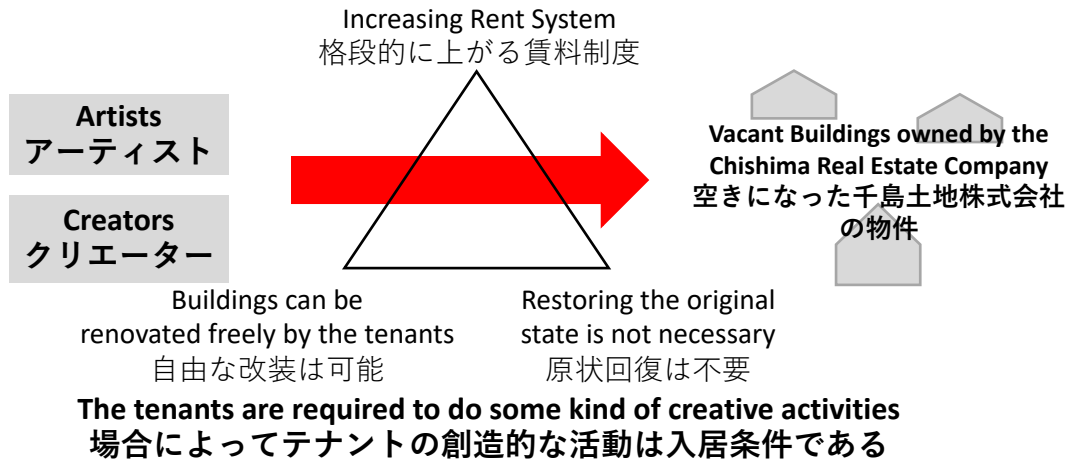 Increasing Rent System
格段的に上がる賃料制度
Artists
アーティスト
Creators
クリエーター
Vacant Buildings owned by the
Chishima Real Estate Company
空きになった千島土地株式会社
の物件
Buildings can be
renovated freely by the tenants
自由な改装は可能
Restoring the original
state is not necessary
原状回復は不要
The tenants are required to do some kind of creative activities
場合によってテナントの創造的な活動は入居条件である